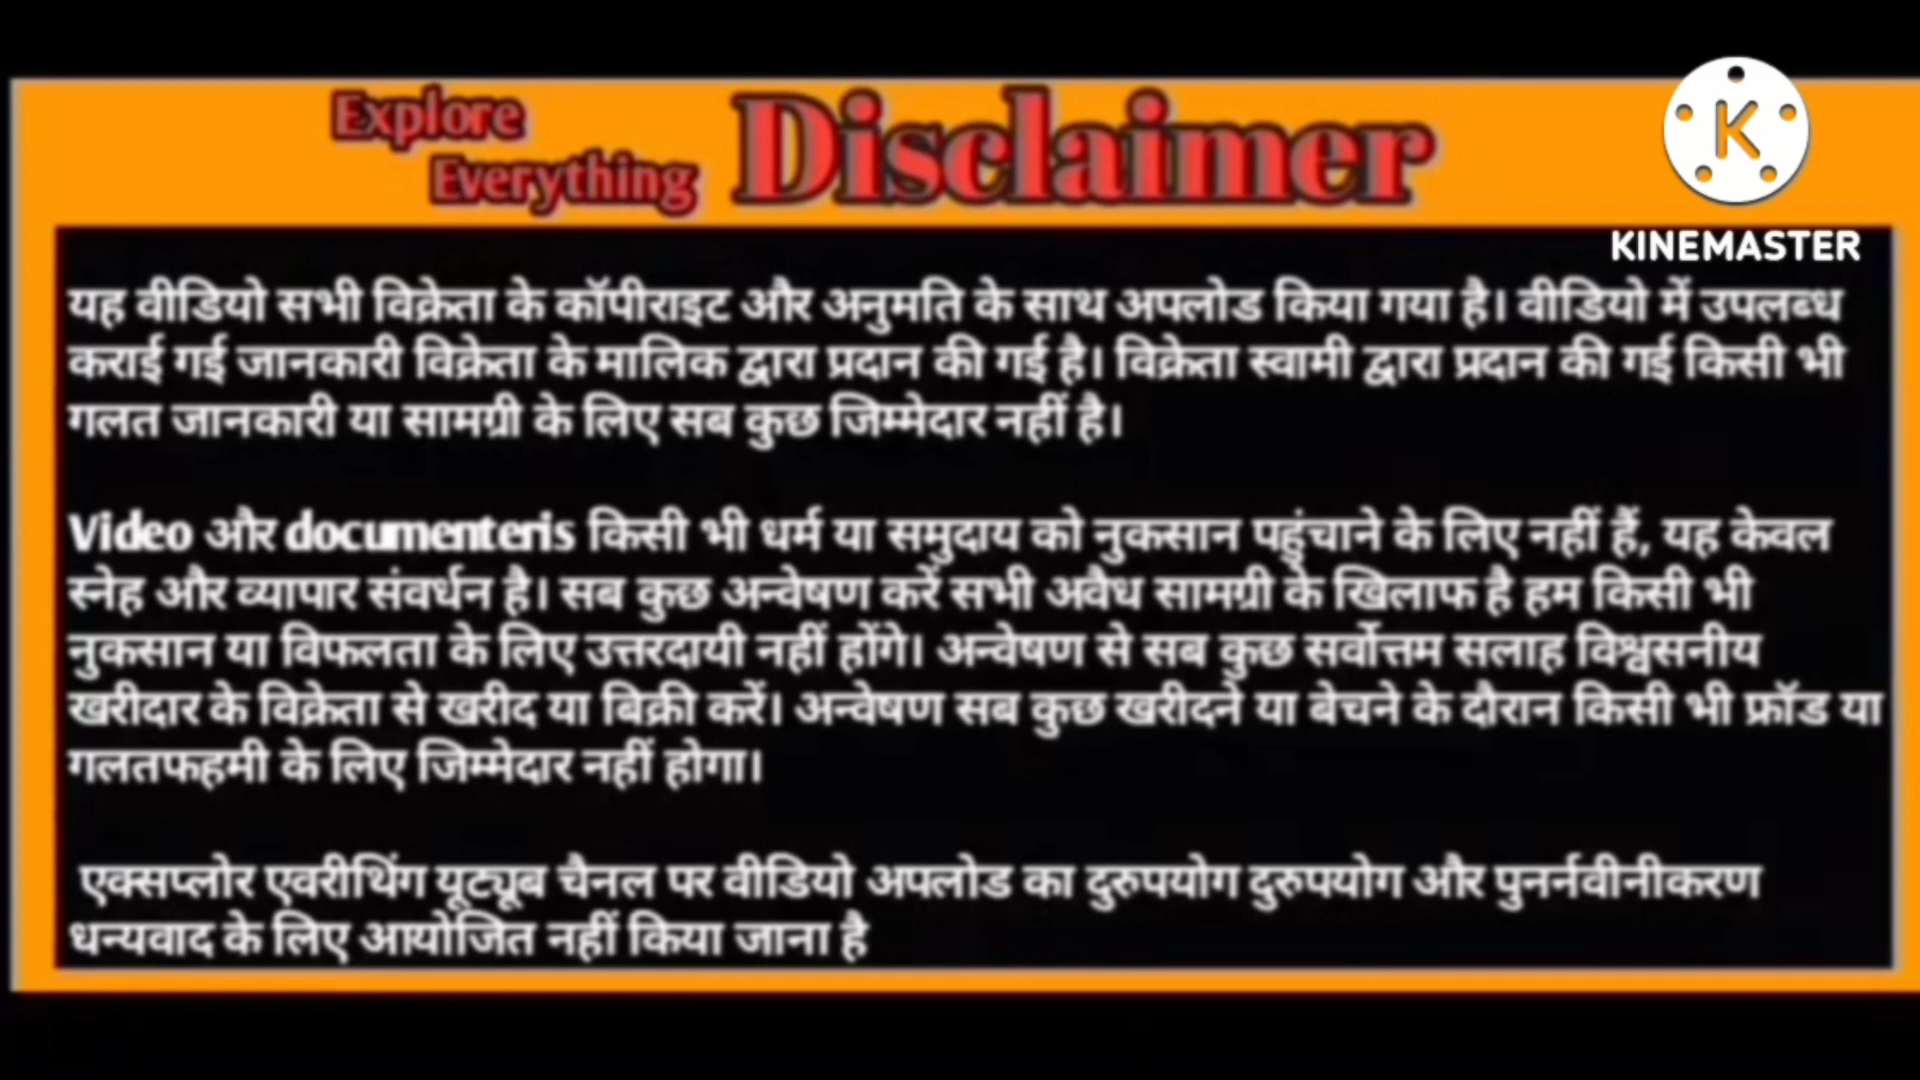 Explore
Everything
Disclaimer
K
KINEMASTER
यह वीडियो सभी विक्रेता के कॉपीराइट और अनुमति के साथ अपलोड किया गया है। वीडियो में उपलब्ध
कराई गई जानकारी विक्रेता के मालिक द्वारा प्रदान की गई है। विक्रेता स्वामी द्वारा प्रदान की गई किसी भी
गलत जानकारी या सामग्री के लिए सब कुछ जिम्मेदार नहीं है।
Video और documenteris किसी भी धर्म या समुदाय को नुकसान पहुंचाने के लिए नहीं हैं, यह केवल
स्नेह और व्यापार संवर्धन है। सब कुछ अन्वेषण करें सभी अवैध सामग्री के खिलाफ है हम किसी भी
नुकसान या विफलता के लिए उत्तरदायी नहीं होंगे। अन्वेषण से सब कुछ सर्वोत्तम सलाह विश्वसनीय
खरीदार के विक्रेता से खरीद या बिक्री करें। अन्वेषण सब कुछ खरीदने या बेचने के दौरान किसी भी फ्रॉड या
गलतफहमी के लिए जिम्मेदार नहीं होगा।
एक्सप्लोर एवरीथिंग यूट्यूब चैनल पर वीडियो अपलोड का दुरुपयोग दुरुपयोग और पुनर्नवीनीकरण
धन्यवाद के लिए आयोजित नहीं किया जाना है